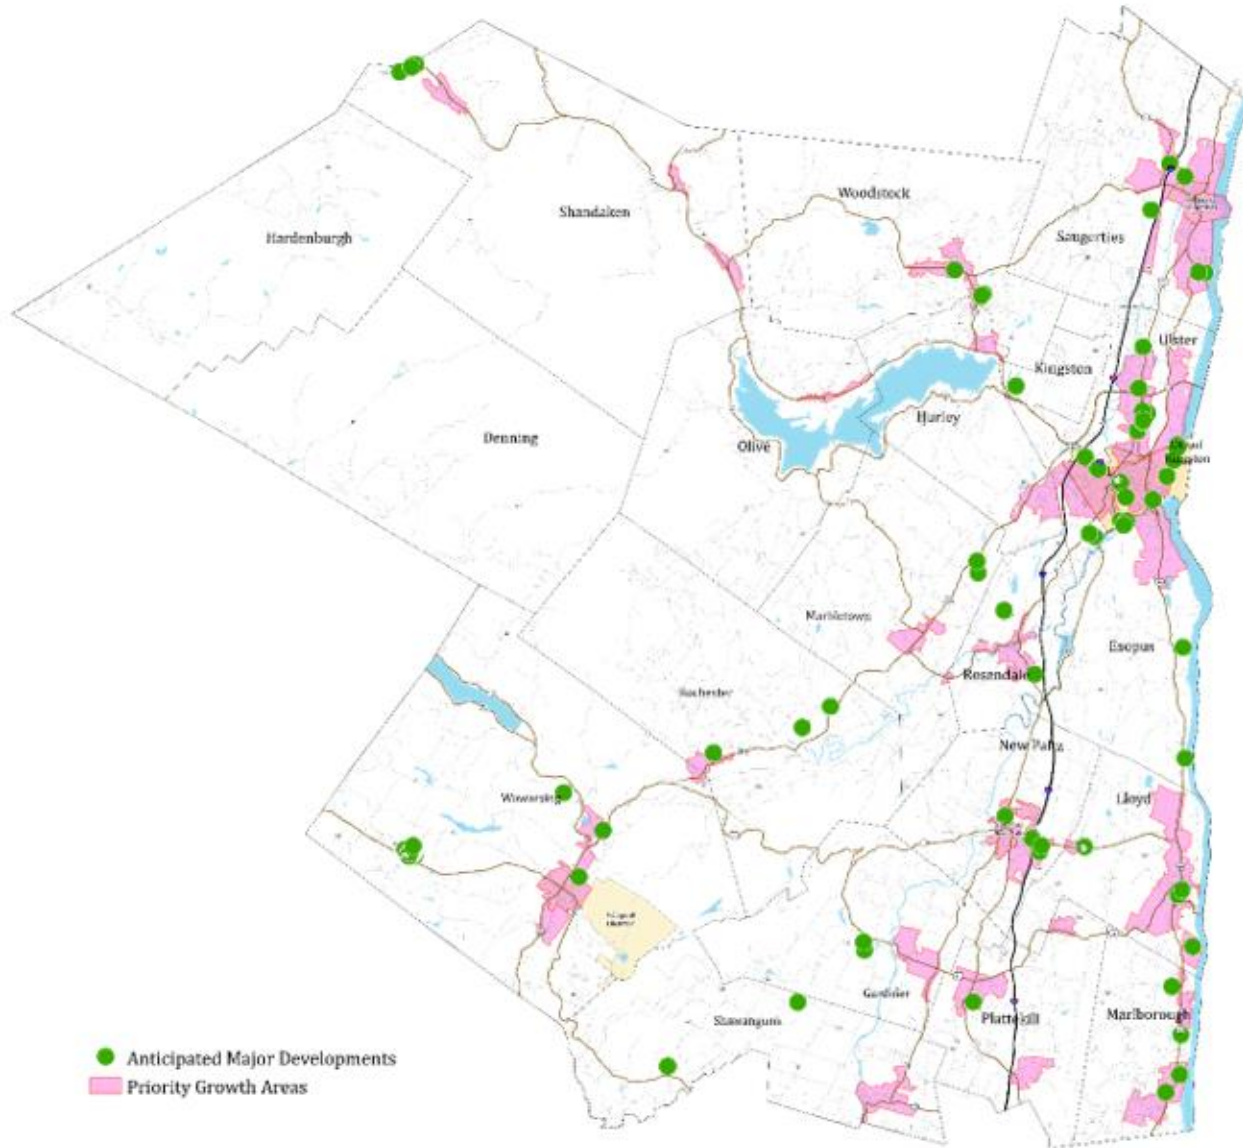 Woodstock
Shandaken
Hardenburgh
Saugerties
Ulster
Kingston
Hurley
Denning
Olive
Kingston
Marbletown
Esopus
Rosendale
Rochester
New Paltz
Wawarsing
Lloyd
Gardiner
Shawangunk
Plattekill
Marlborough
Anticipated Major Developments
Priority Growth Areas